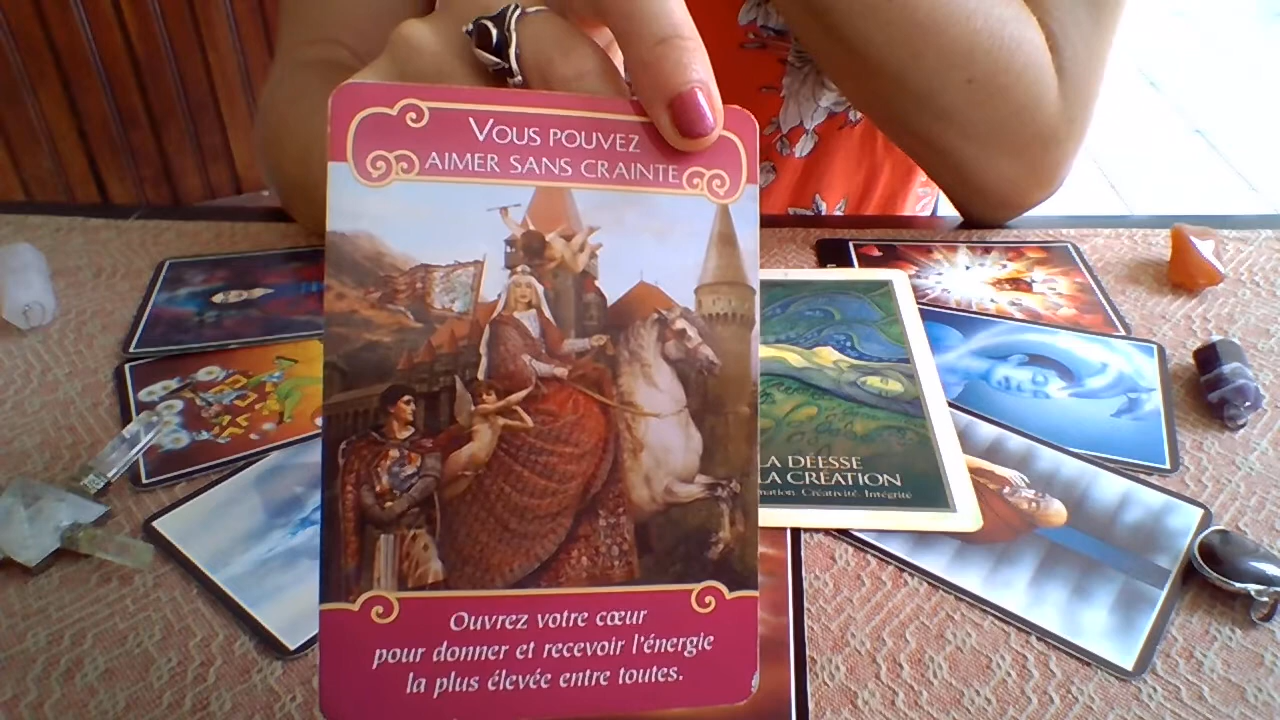 Vous pouvez
aimer sans crainte
Ouvrez votre cœur
pour donner et recevoir l'énergie
la plus élevée entre toutes.
LA DÉESSE
LA CRÉATION
Créativité. Intégrité